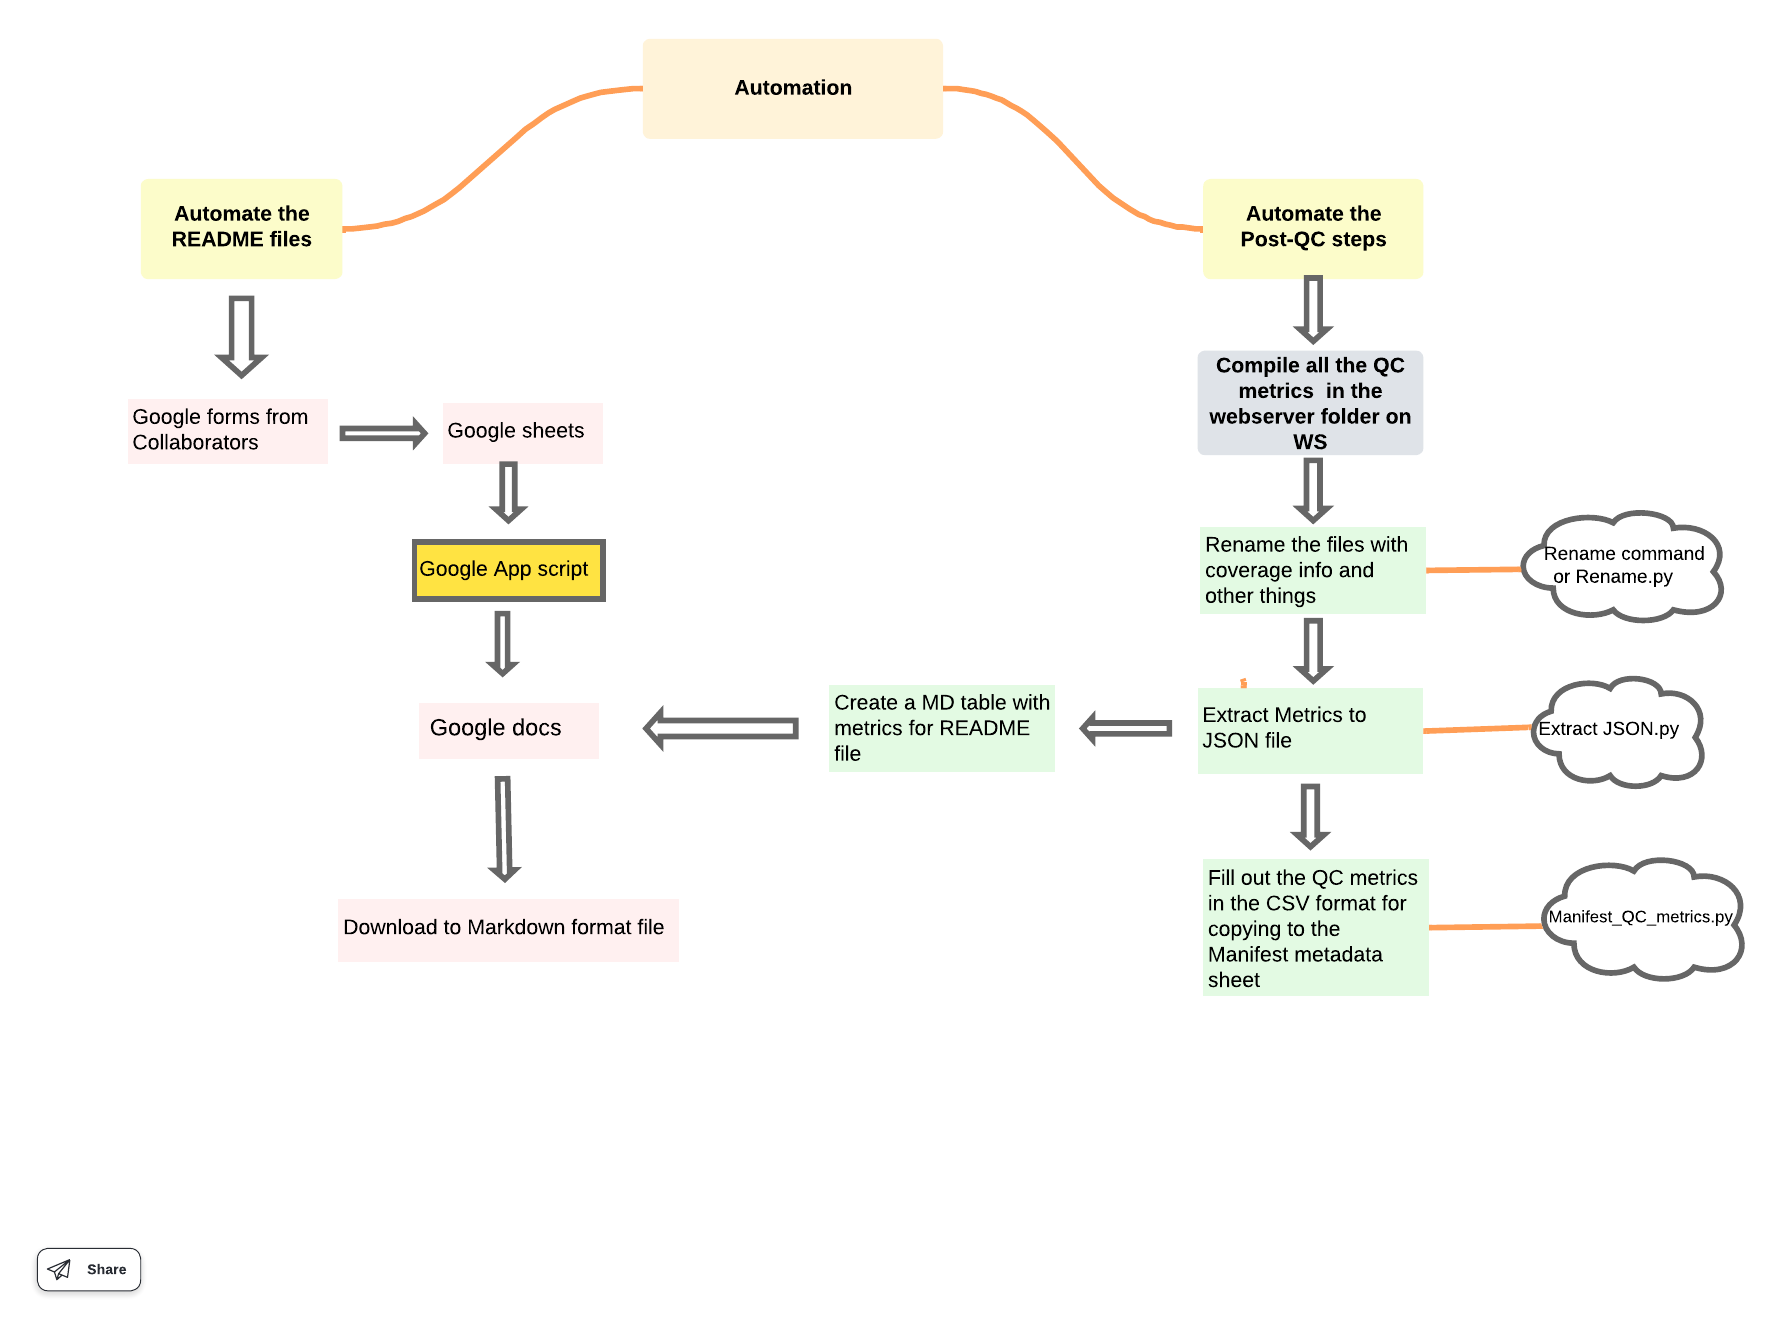 Automation
Automate the
README files
Automate the
Post-QC steps
Compile all the QC
metrics  in the
webserver folder on
WS
Google forms from
Collaborators
Google sheets
Google App script
Rename the files with
coverage info and
other things
Rename command
or Rename.py
Google docs
Create a MD table with
metrics for README
file
Extract Metrics to
JSON file
Extract JSON.py
Download to Markdown format file
Fill out the QC metrics
in the CSV format for
copying to the
Manifest metadata
sheet
Manifest_QC_metrics.py
Share